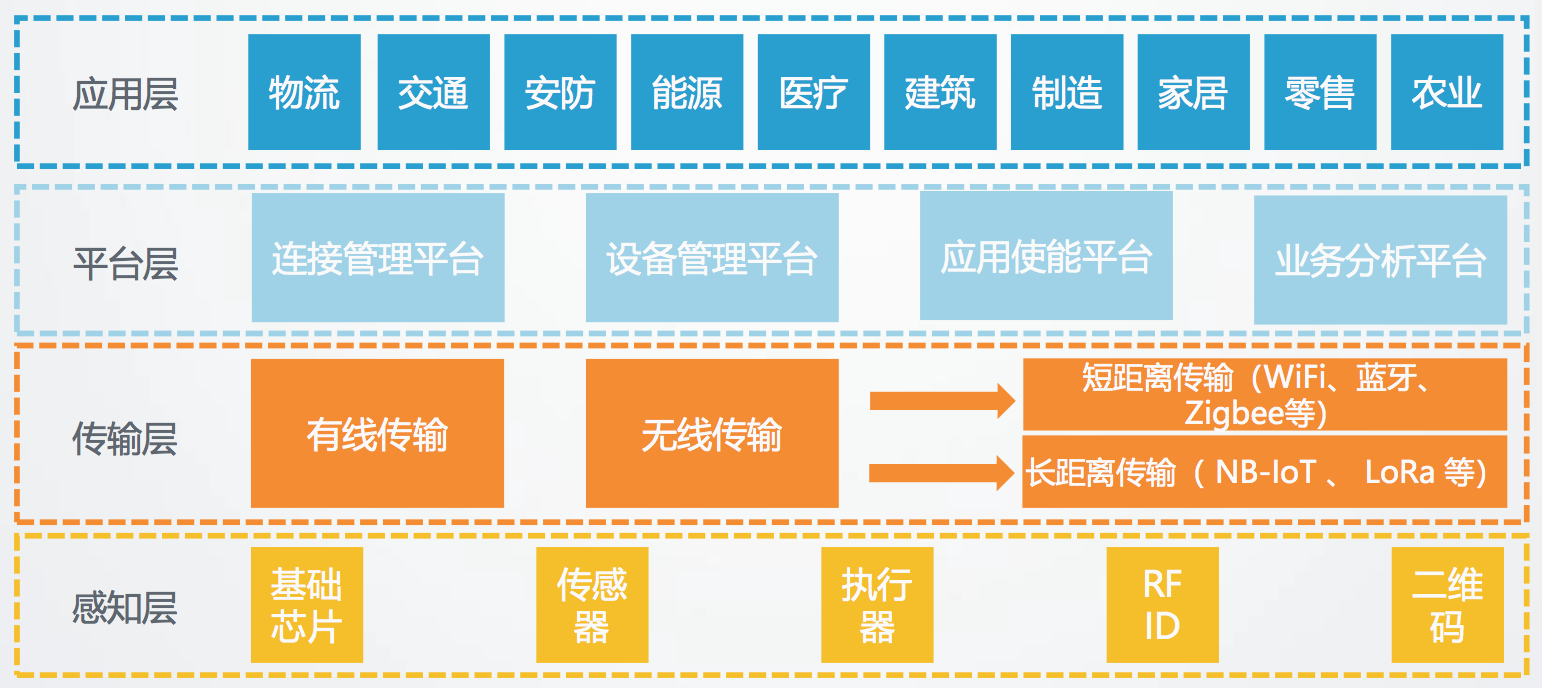 应用层
物流
交通
安防
能源
医疗
建筑
制造
家居
零售
农业
平台层
连接管理平台
设备管理平台
应用使能平台
业务分析平台
传输层
有线传输
无线传输
短距离传输（WiFi、蓝牙、
Zigbee等）
长距离传输（ NB-IoT 、 LoRa 等）
感知层
基础
芯片
传感
器
执行
器
RF
ID
二维
码